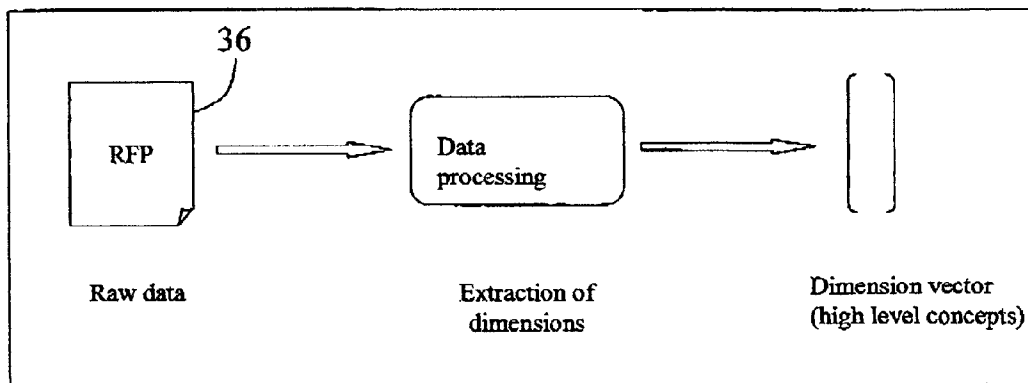 36
RFP
Data
processing
Raw data
Extraction of
dimensions
Dimension vector
(high level concepts)